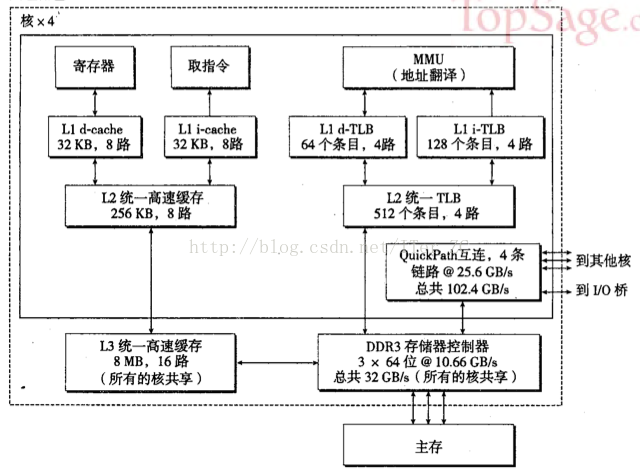 TopSage.com
核×4
寄存器
取指令
MMU
(地址翻译)
L1 d-cache
32 KB，8 路
L1 i-cache
32 KB，8路
L1 d-TLB
64 个条目，4路
L1 i-TLB
128 个条目，4 路
L2 统一高速缓存
256 KB，8 路
L2 统一 TLB
512 个条目，4 路
QuickPath互连，4 条
链路 @ 25.6 GB/s
总共 102.4 GB/s
到其他核
到 I/O 桥
L3 统一高速缓存
8 MB，16 路
(所有的核共享)
DDR3 存储器控制器
3 × 64 位 @ 10.66 GB/s
总共 32 GB/s (所有的核共享)
主存